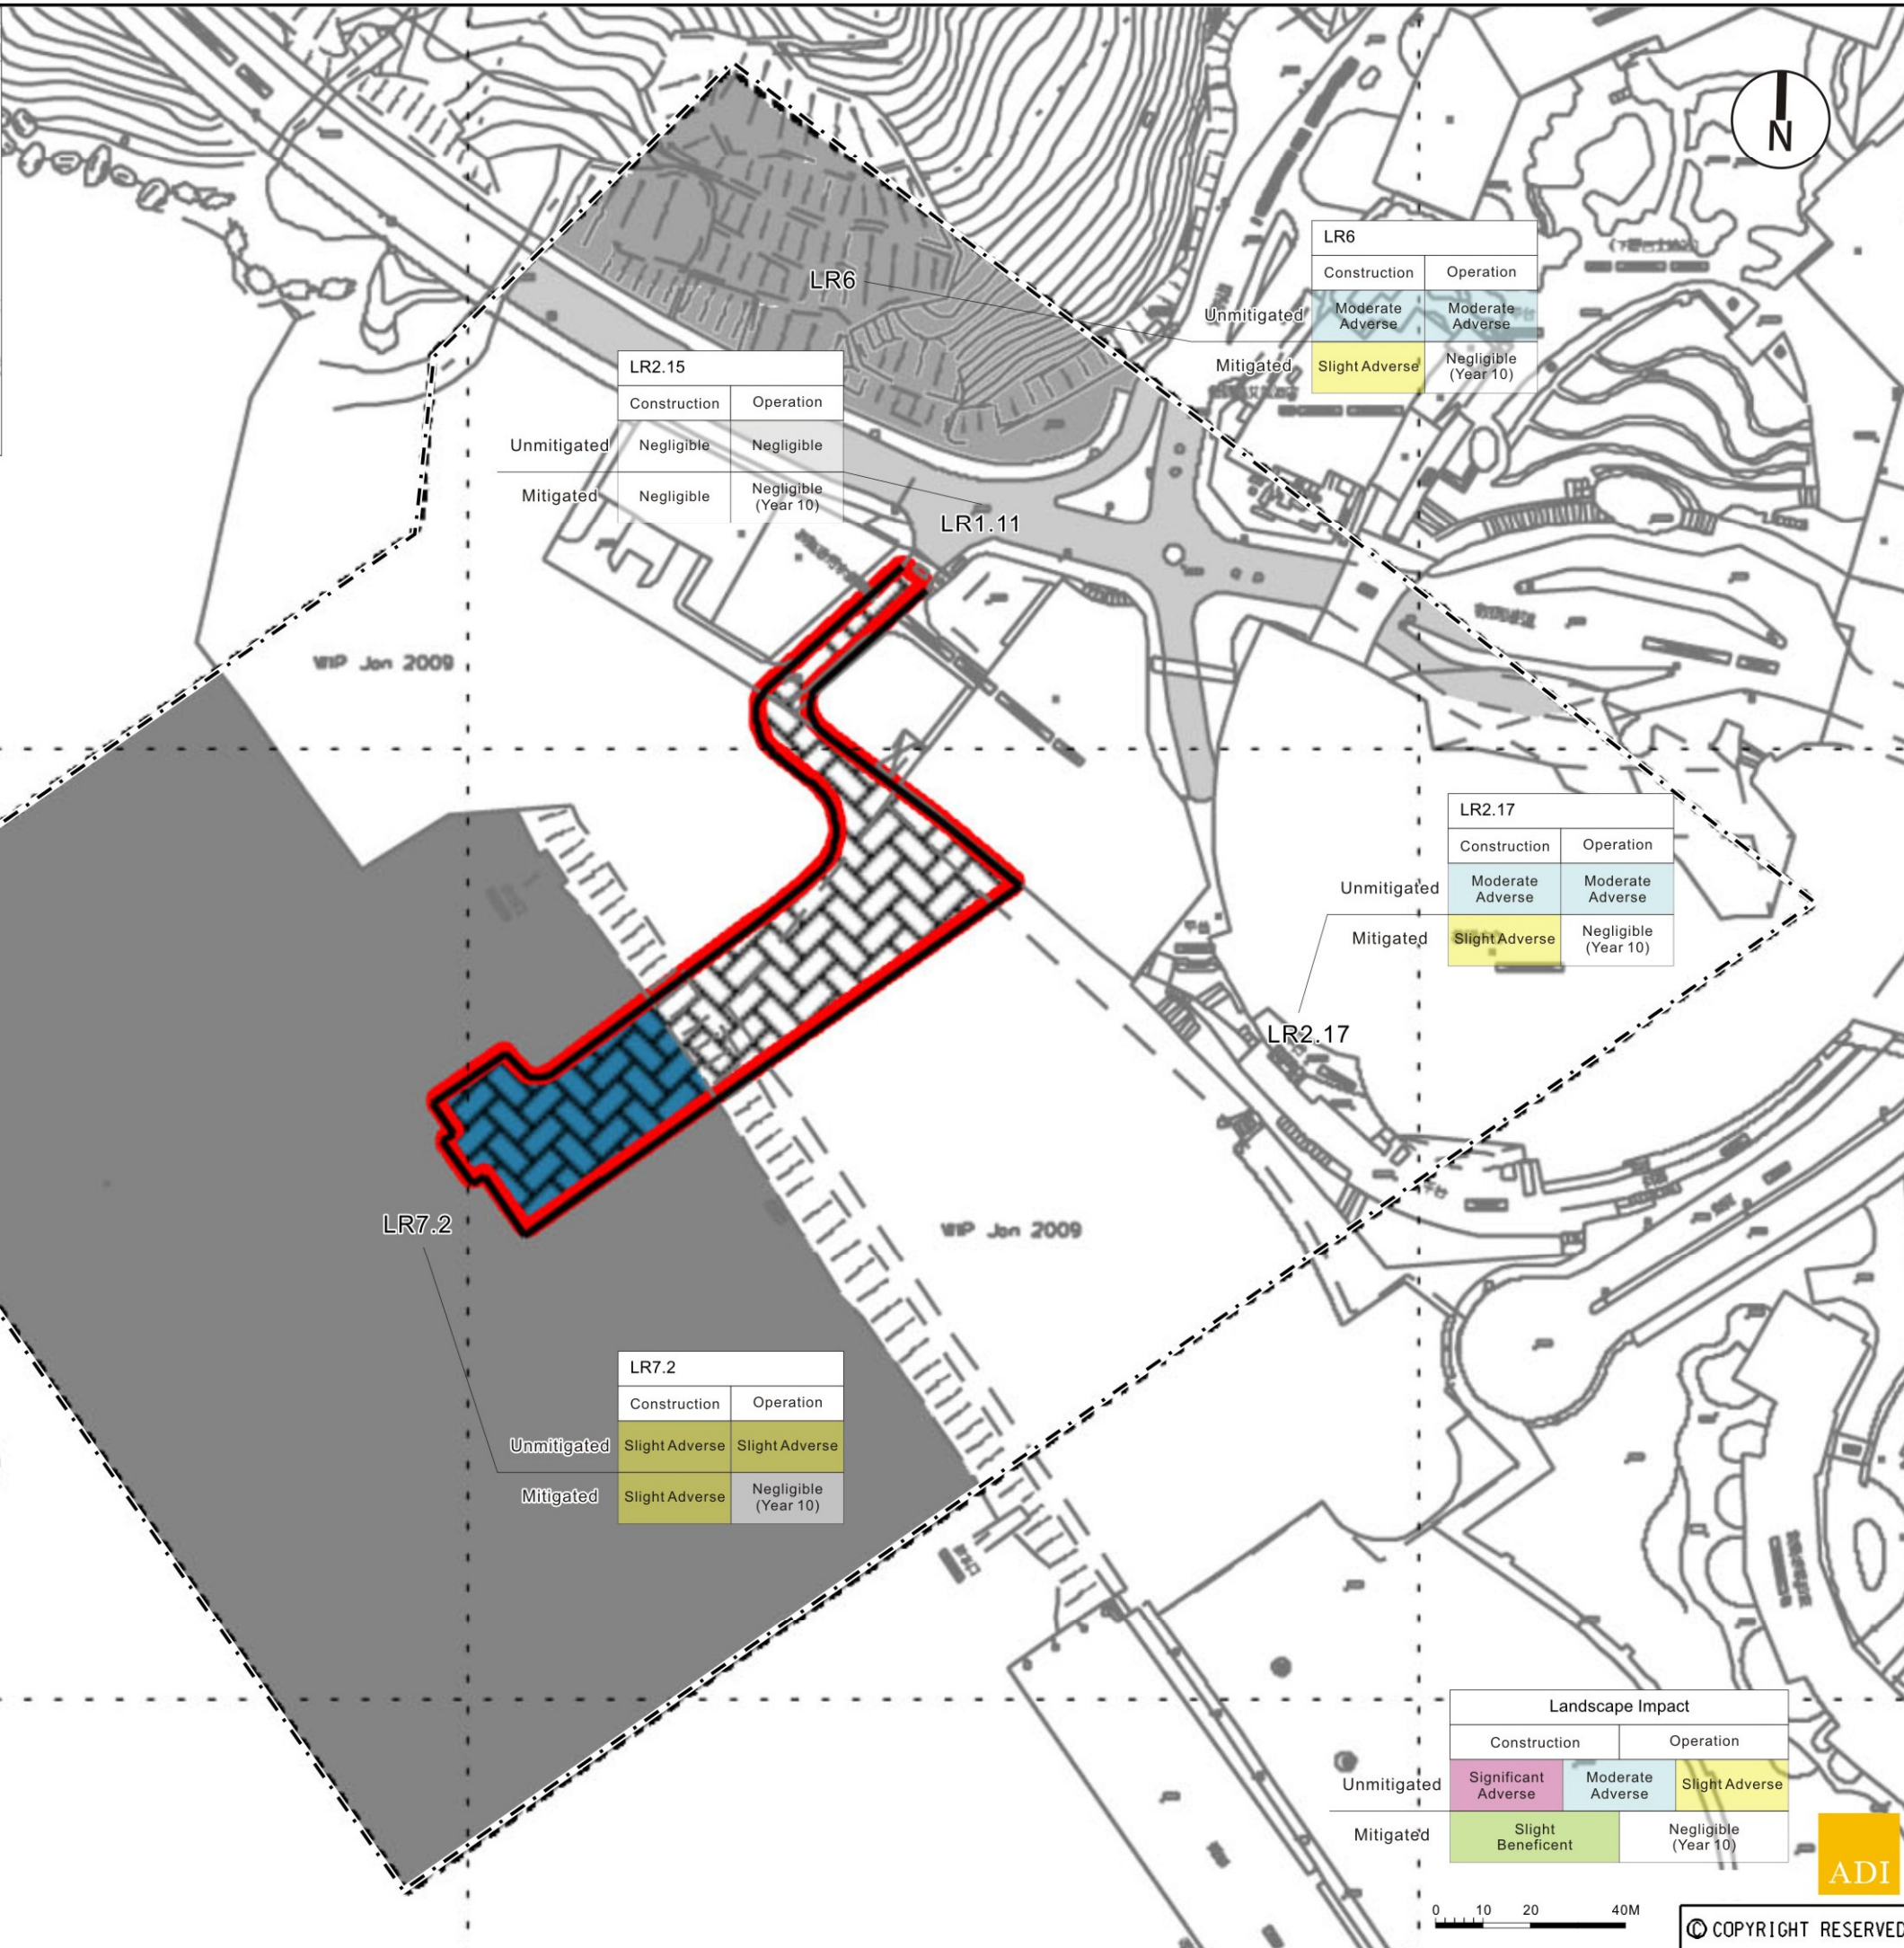 N
LR6
LR6
Construction Operation
Unmitigated Moderate Adverse Moderate Adverse
Mitigated Slight Adverse Negligible (Year 10)
LR2.15
Construction Operation
Unmitigated Negligible Negligible
Mitigated Negligible Negligible (Year 10)
LR1.11
WIP Jan 2009
LR2.17
Construction Operation
Unmitigated Moderate Adverse Moderate Adverse
Mitigated Slight Adverse Negligible (Year 10)
平台
LR2.17
LR7.2
WIP Jan 2009
平台
LR7.2
Construction Operation
Unmitigated Slight Adverse Slight Adverse
Mitigated Slight Adverse Negligible (Year 10)
Landscape Impact
Construction Operation
Unmitigated Significant Adverse Moderate Adverse Slight Adverse
Mitigated Slight Beneficent Negligible (Year 10)
ADI
0 10 20 40M
© COPYRIGHT RESERVED